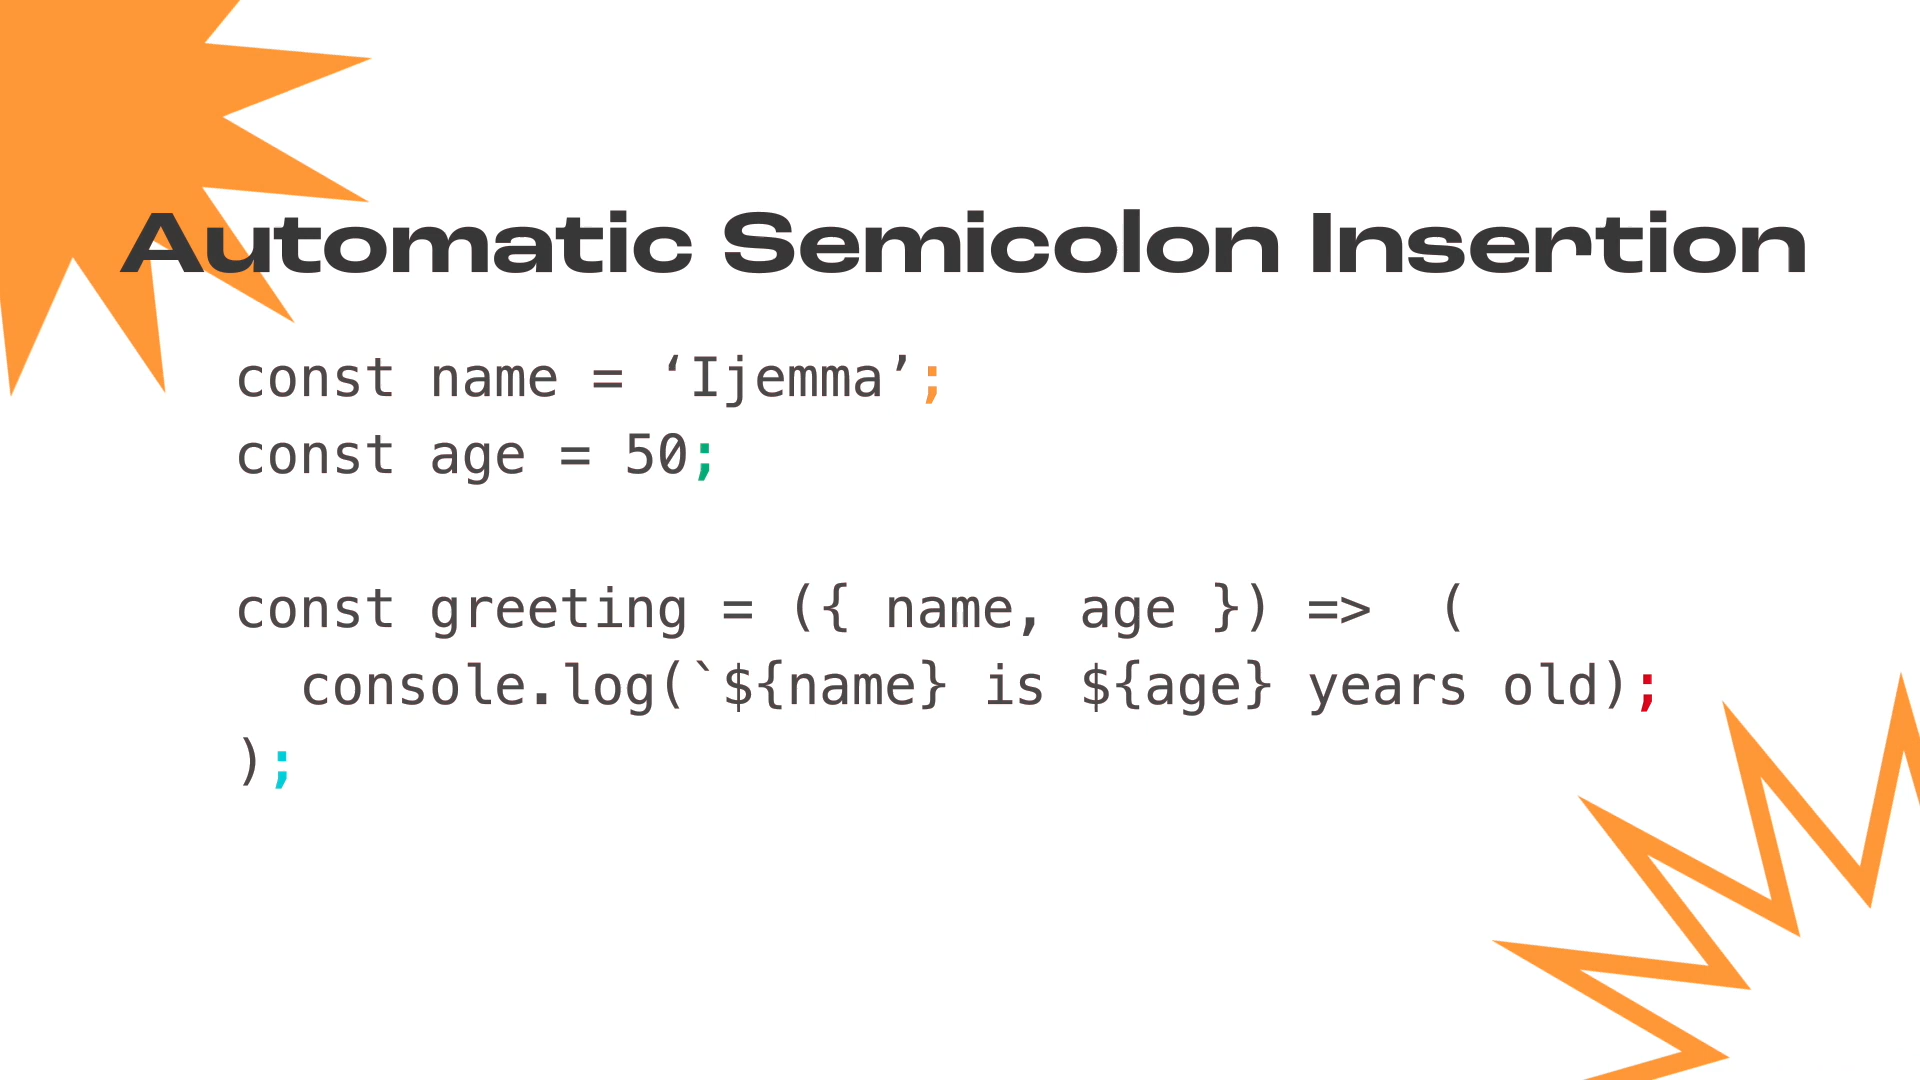 Automatic Semicolon Insertion
const name = ‘Ijemma’;
const age = 50;
const greeting = ({ name, age }) =>  (
  console.log(`${name} is ${age} years old);
);